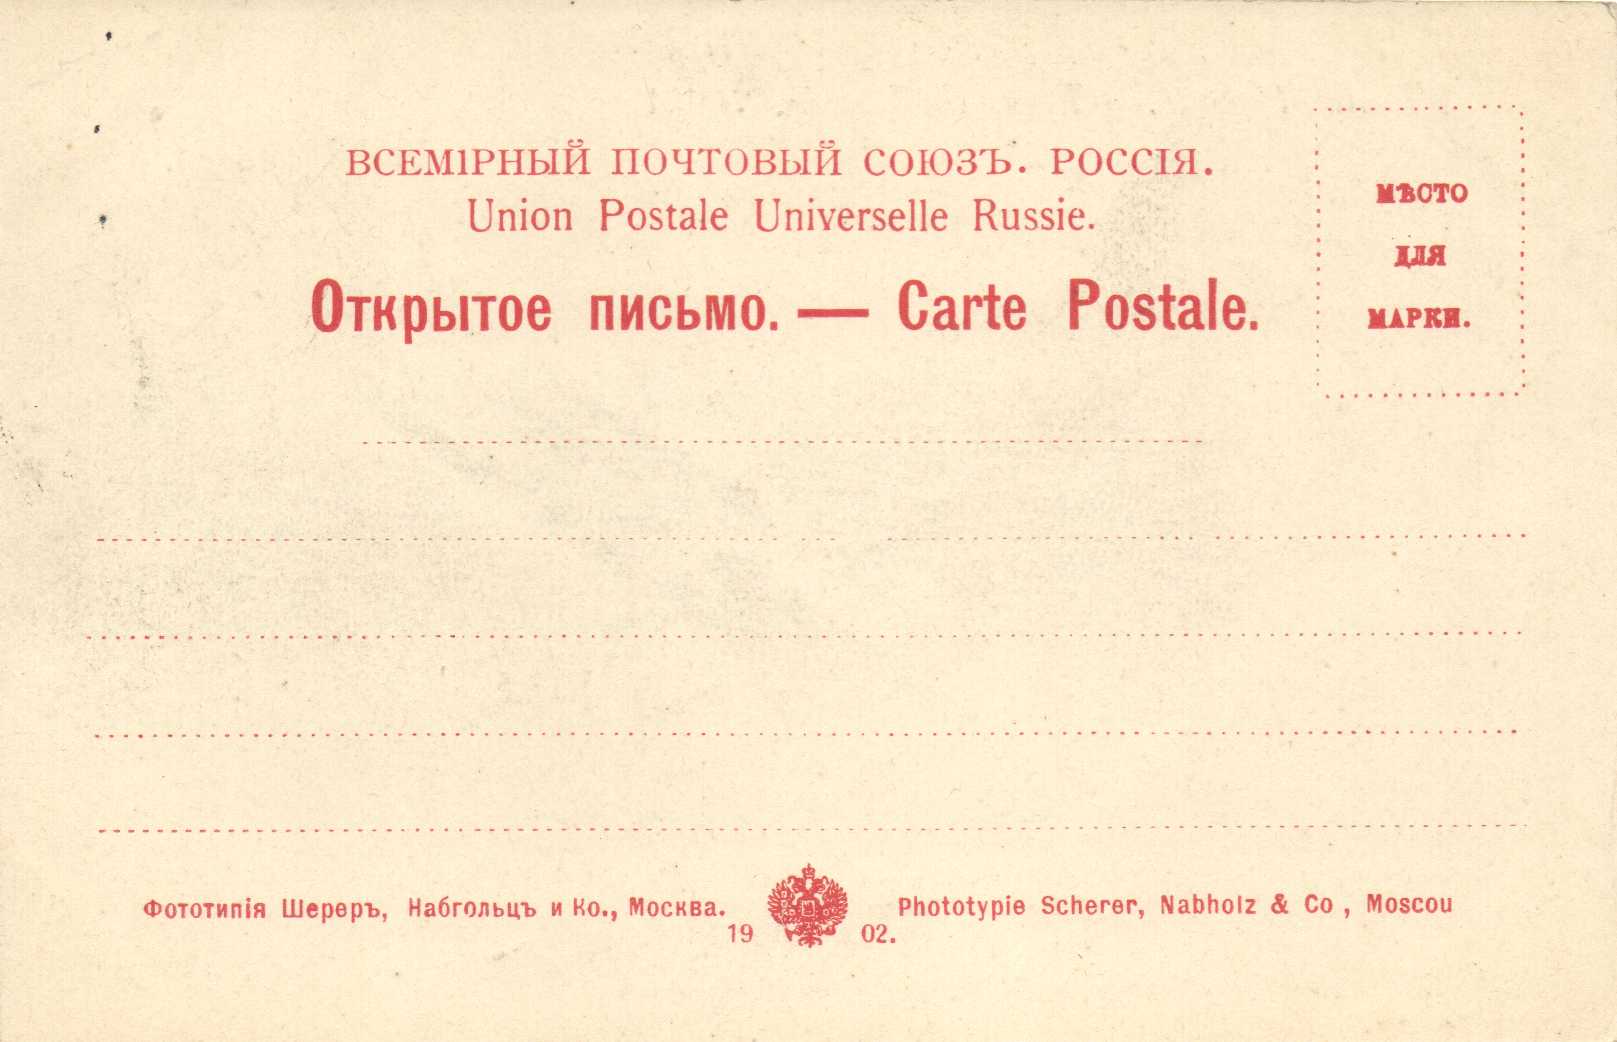 ВСЕМІРНЫЙ ПОЧТОВЫЙ СОЮЗЪ. РОССІЯ.
Union Postale Universelle Russie.
Открытое письмо. — Carte Postale.
МѢСТО
ДЛЯ
МАРКИ.
Фототипія Шереръ, Набгольцъ и Ко., Москва.
Phototypie Scherer, Nabholz & Co , Moscou
19 02.